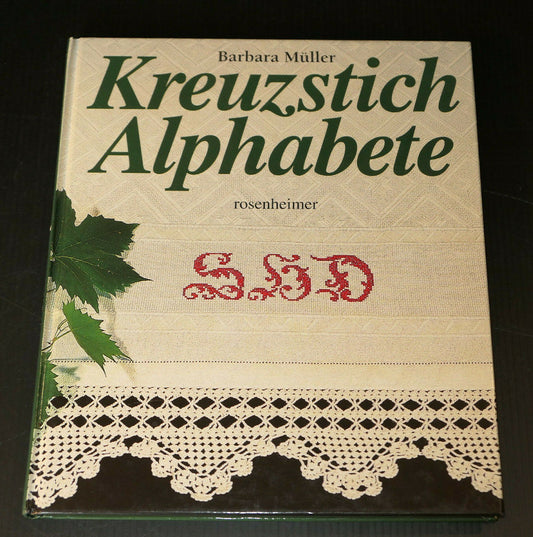 Barbara Müller
Kreuzstich
Alphabete
rosenheimer